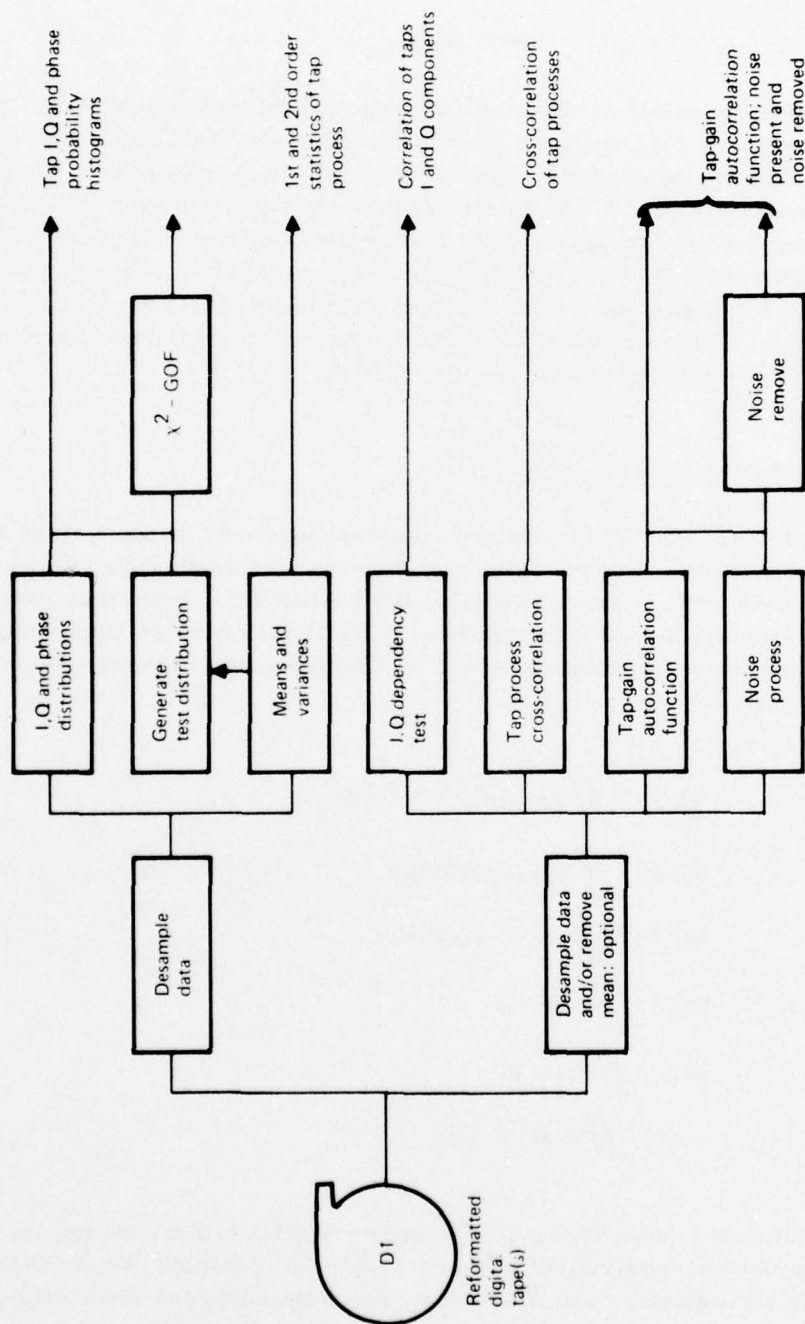 D1
Reformatted
digita.
tape(s)
Desample
data
Desample data
and/or remove
mean: optional
I,Q and phase
distributions
Generate
test distribution
Means and
variances
I.Q dependency
test
Tap process
cross-correlation
Tap-gain
autocorrelation
function
Noise
process
χ2 - GOF
Noise
remove
Tap I,Q and phase
probability
histograms
1st and 2nd order
statistics of tap
process
Correlation of taps
I and Q components
Cross-correlation
of tap processes
Tap-gain
autocorrelation
function; noise
present and
noise removed